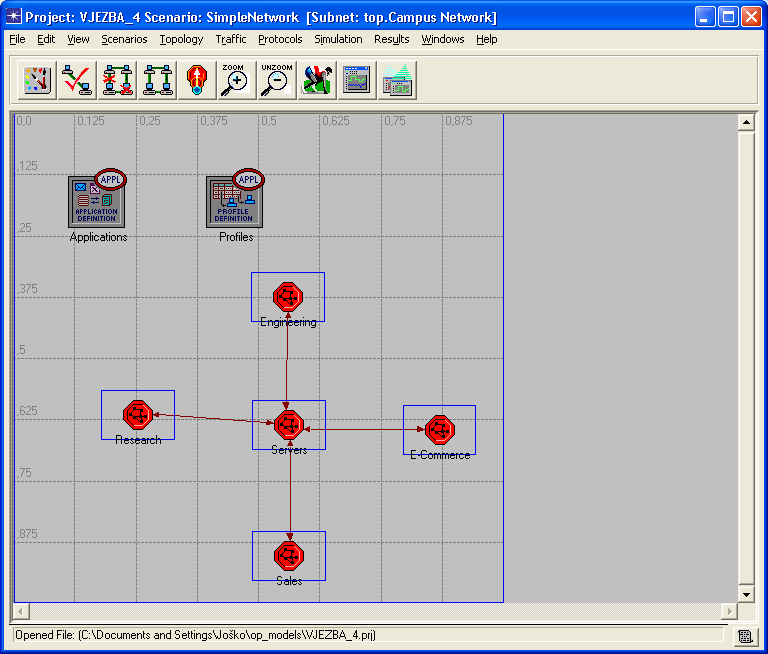 Project: VJEZBA_4 Scenario: SimpleNetwork [Subnet: top.Campus Network]
File Edit View Scenarios Topology Traffic Protocols Simulation Results Windows Help
ZOOM UNZOOM
0,0 0,125 0,25 0,375 0,5 0,625 0,75 0,875
,125
APPL APPL
APPLICATION DEFINITION
PROFILE DEFINITION
,25
Applications Profiles
,375
Engineering
,5
,625
Research Servers E-Commerce
,75
,875
Sales
Opened File: (C:\Documents and Settings\Joško\op_models\VJEZBA_4.prj)